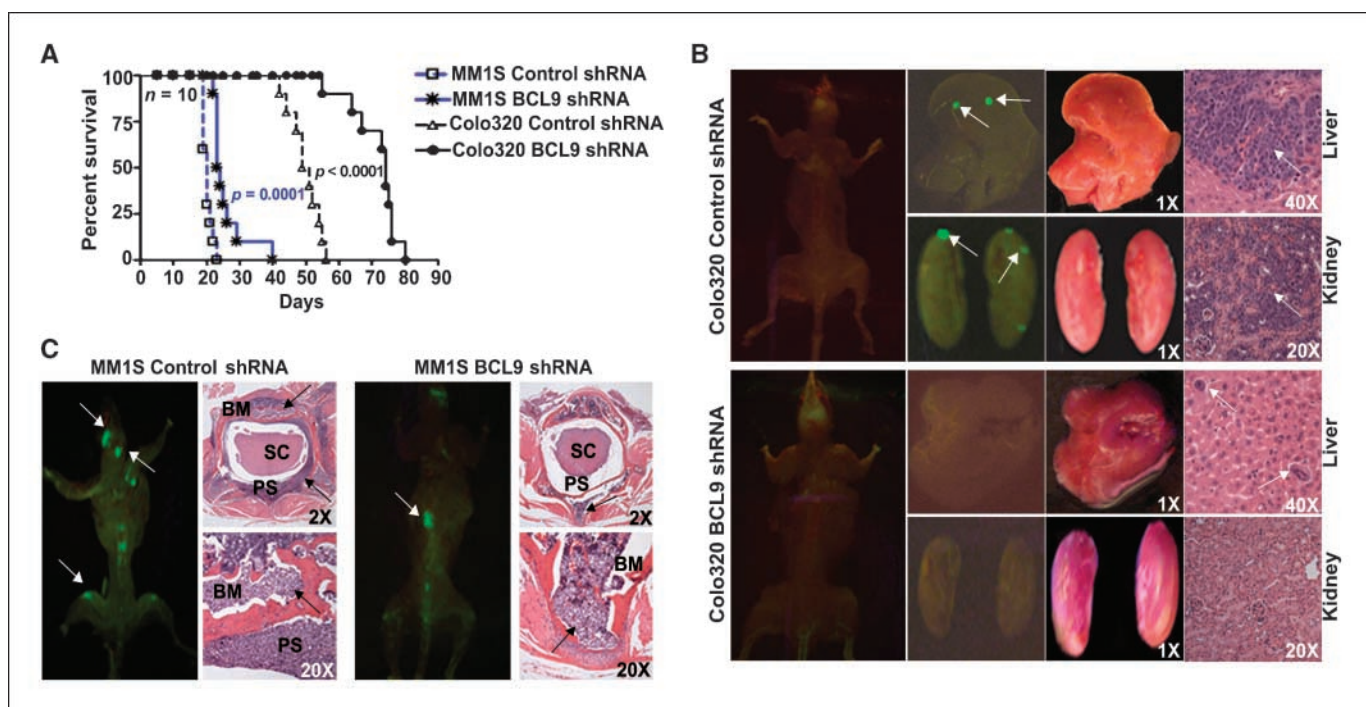 A
100
75
50
25
0
Percent survival
n = 10
p = 0.0001
p < 0.0001
0 10 20 30 40 50 60 70 80 90
Days
MM1S Control shRNA
MM1S BCL9 shRNA
Colo320 Control shRNA
Colo320 BCL9 shRNA
B
Colo320 Control shRNA
1X
40X
Liver
1X
20X
Kidney
Colo320 BCL9 shRNA
1X
40X
Liver
1X
20X
Kidney
C
MM1S Control shRNA
BM
SC
PS
2X
BM
PS
20X
MM1S BCL9 shRNA
SC
PS
2X
BM
20X